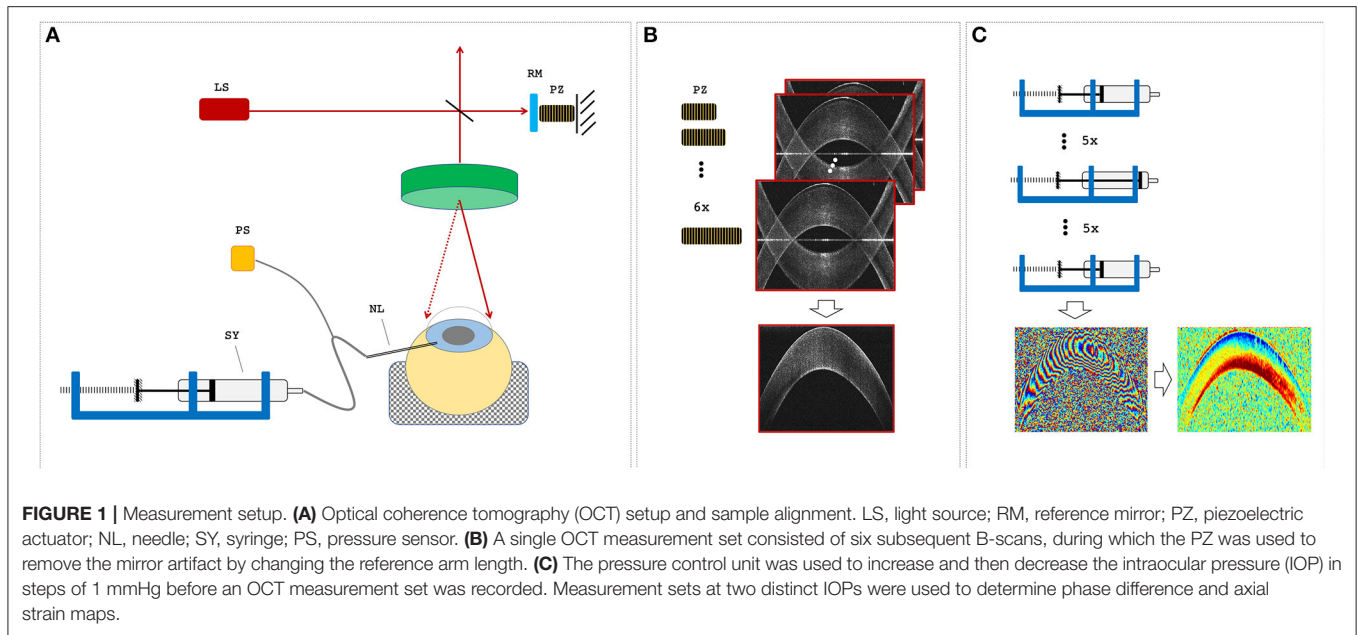 A
LS
RM
PZ
PS
NL
SY
B
PZ
6x
C
5x
5x
FIGURE 1 | Measurement setup. (A) Optical coherence tomography (OCT) setup and sample alignment. LS, light source; RM, reference mirror; PZ, piezoelectric
actuator; NL, needle; SY, syringe; PS, pressure sensor. (B) A single OCT measurement set consisted of six subsequent B-scans, during which the PZ was used to
remove the mirror artifact by changing the reference arm length. (C) The pressure control unit was used to increase and then decrease the intraocular pressure (IOP) in
steps of 1 mmHg before an OCT measurement set was recorded. Measurement sets at two distinct IOPs were used to determine phase difference and axial
strain maps.